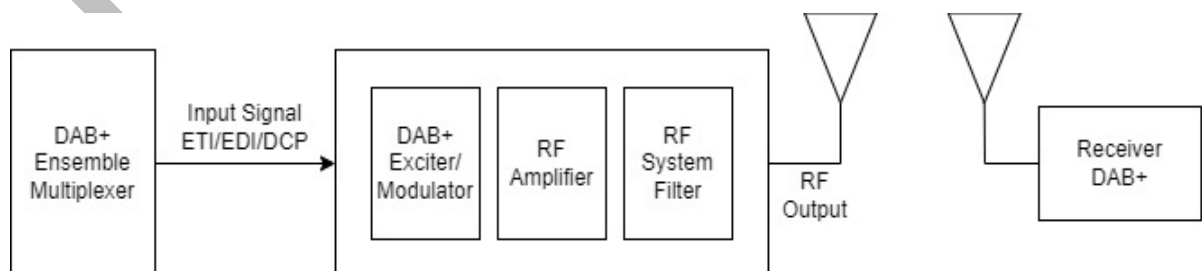 DAB+
Ensemble
Multiplexer
Input Signal
ETI/EDI/DCP
DAB+
Exciter/
Modulator
RF
Amplifier
RF
System
Filter
RF
Output
Receiver
DAB+